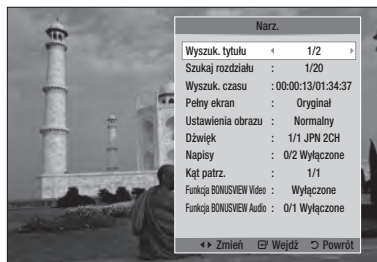 Narz.
Wyszuk. tytułu ◄ 1/2 ►
Szukaj rozdziału : 1/20
Wyszuk. czasu : 00:00:13/01:34:37
Pełny ekran : Oryginał
Ustawienia obrazu : Normalny
Dźwięk : 1/1 JPN 2CH
Napisy : 0/2 Wyłączone
Kąt patrz. : 1/1
Funkcja BONUSVIEW Video : Wyłączone
Funkcja BONUSVIEW Audio : 0/1 Wyłączone
◄► Zmień Wejdź Powrót